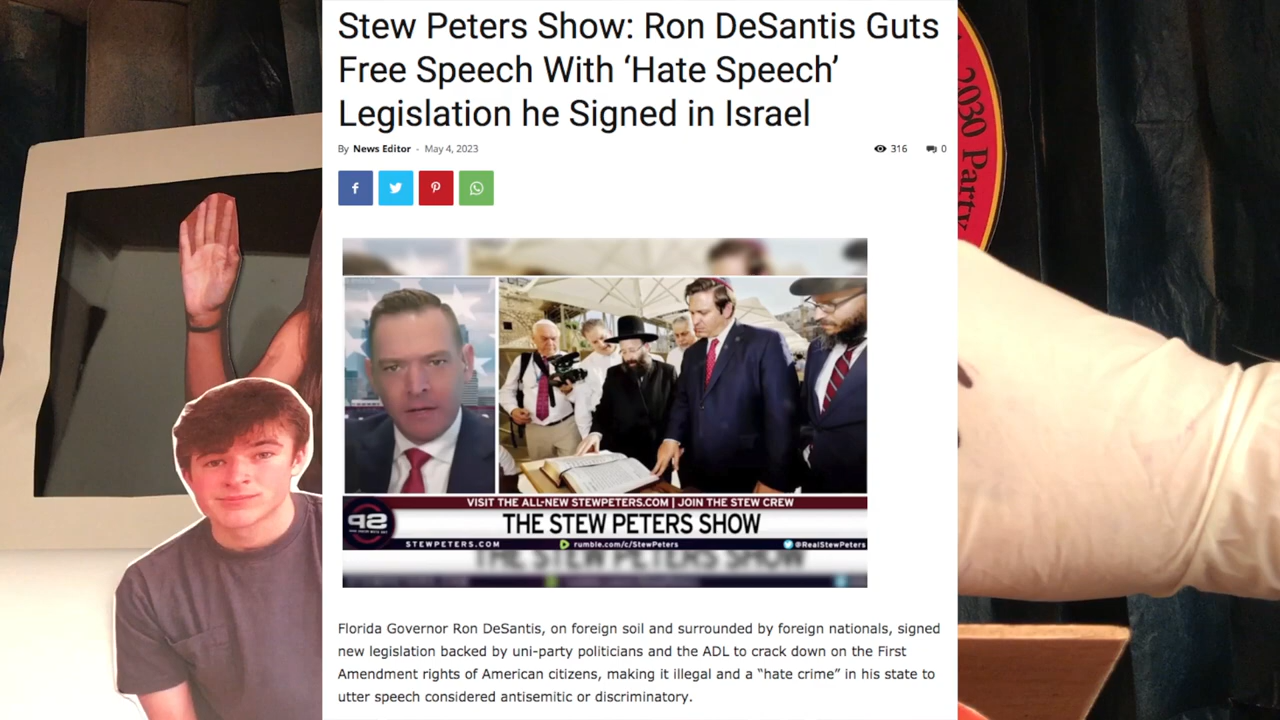 Stew Peters Show: Ron DeSantis Guts
Free Speech With ‘Hate Speech’
Legislation he Signed in Israel
By News Editor - May 4, 2023
316
0
2030 Party
VISIT THE ALL-NEW STEWPETERS.COM | JOIN THE STEW CREW
THE STEW PETERS SHOW
STEWPETERS.COM
rumble.com/c/StewPeters
@RealStewPeters
THE STEW PETERS SHOW
Florida Governor Ron DeSantis, on foreign soil and surrounded by foreign nationals, signed
new legislation backed by uni-party politicians and the ADL to crack down on the First
Amendment rights of American citizens, making it illegal and a “hate crime” in his state to
utter speech considered antisemitic or discriminatory.